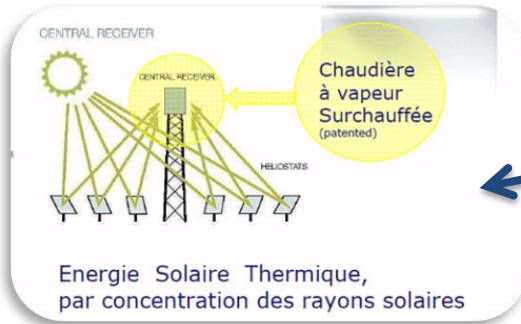 CENTRAL RECEIVER
CENTRAL RECEIVER
Chaudière
à vapeur
Surchauffée
(patented)
HELIOSTATS
Energie Solaire Thermique,
par concentration des rayons solaires